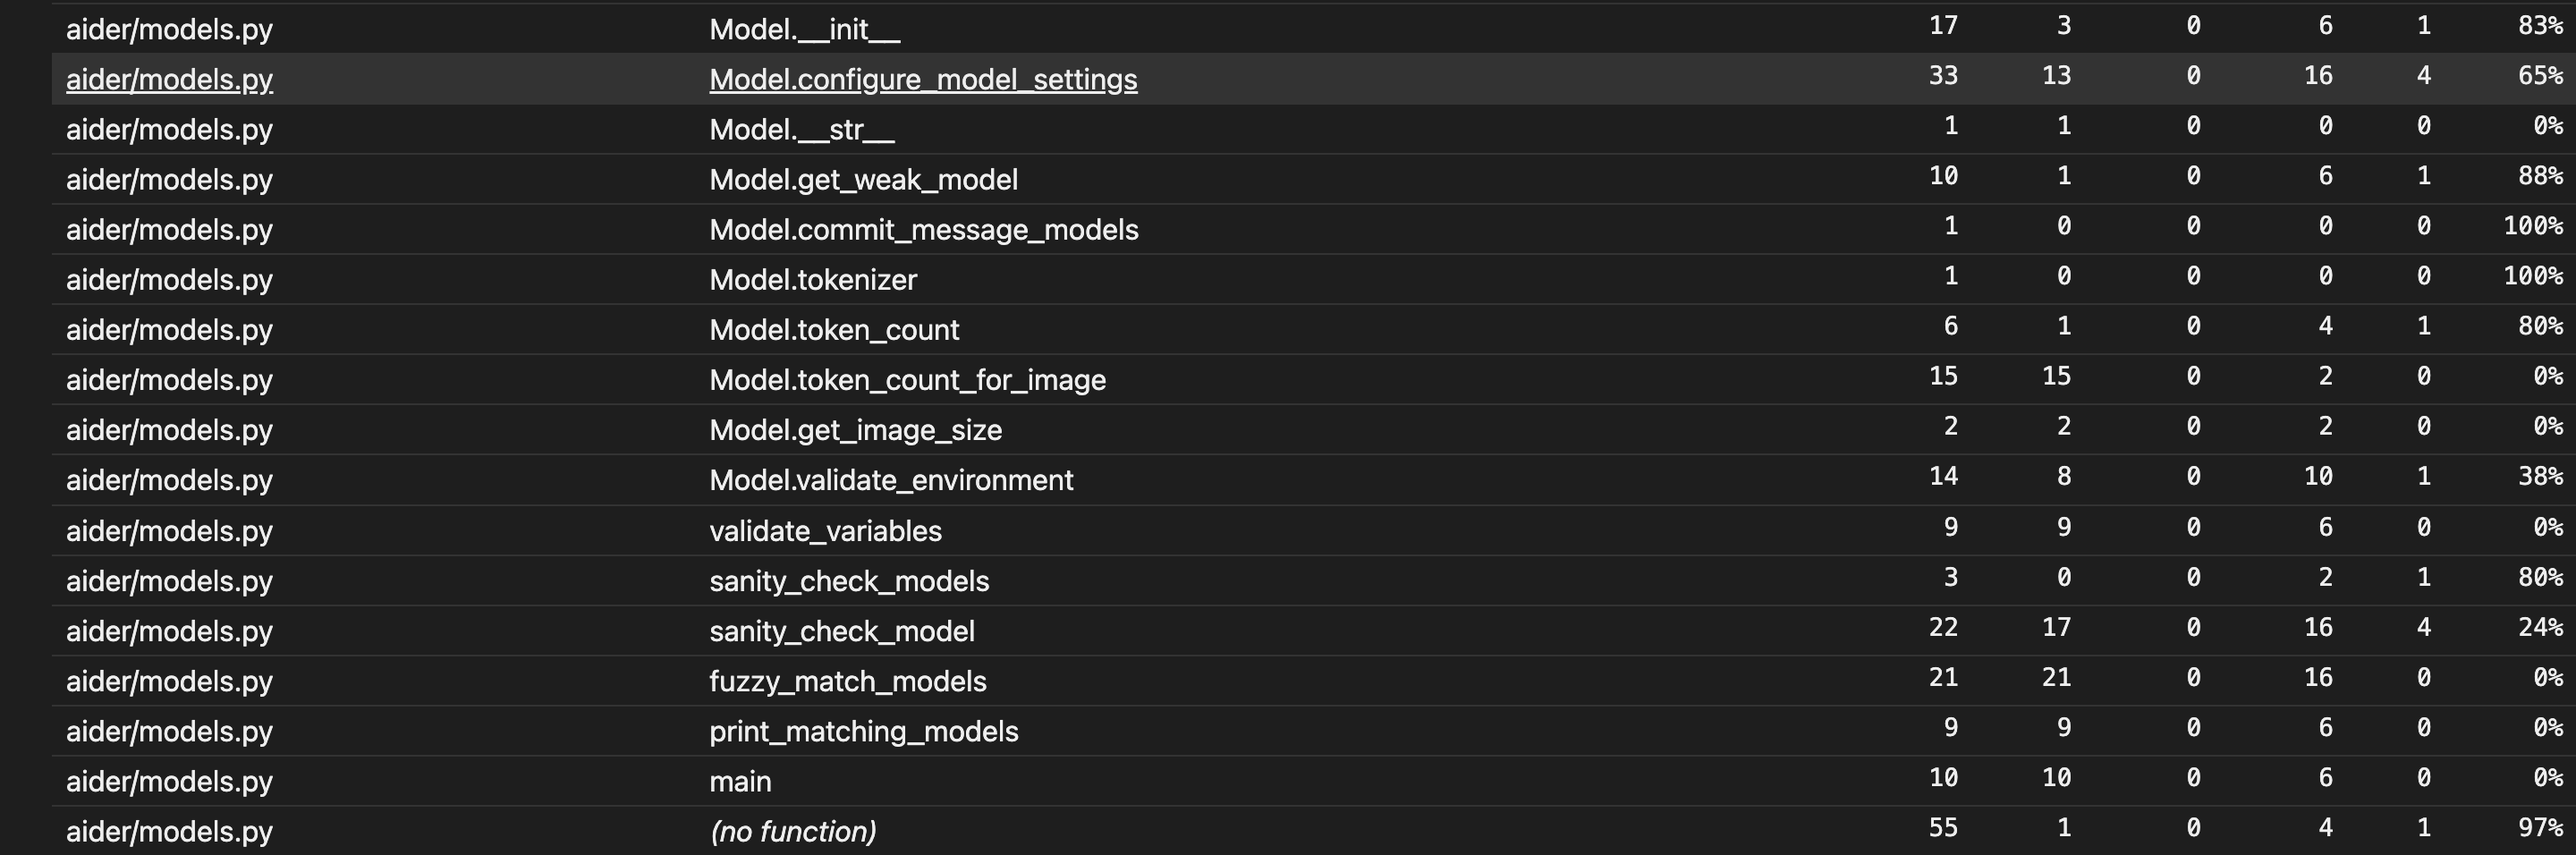 aider/models.py Model.__init__ 17 3 0 6 1 83%
aider/models.py Model.configure_model_settings 33 13 0 16 4 65%
aider/models.py Model.__str__ 1 1 0 0 0 0%
aider/models.py Model.get_weak_model 10 1 0 6 1 88%
aider/models.py Model.commit_message_models 1 0 0 0 0 100%
aider/models.py Model.tokenizer 1 0 0 0 0 100%
aider/models.py Model.token_count 6 1 0 4 1 80%
aider/models.py Model.token_count_for_image 15 15 0 2 0 0%
aider/models.py Model.get_image_size 2 2 0 2 0 0%
aider/models.py Model.validate_environment 14 8 0 10 1 38%
aider/models.py validate_variables 9 9 0 6 0 0%
aider/models.py sanity_check_models 3 0 0 2 1 80%
aider/models.py sanity_check_model 22 17 0 16 4 24%
aider/models.py fuzzy_match_models 21 21 0 16 0 0%
aider/models.py print_matching_models 9 9 0 6 0 0%
aider/models.py main 10 10 0 6 0 0%
aider/models.py (no function) 55 1 0 4 1 97%